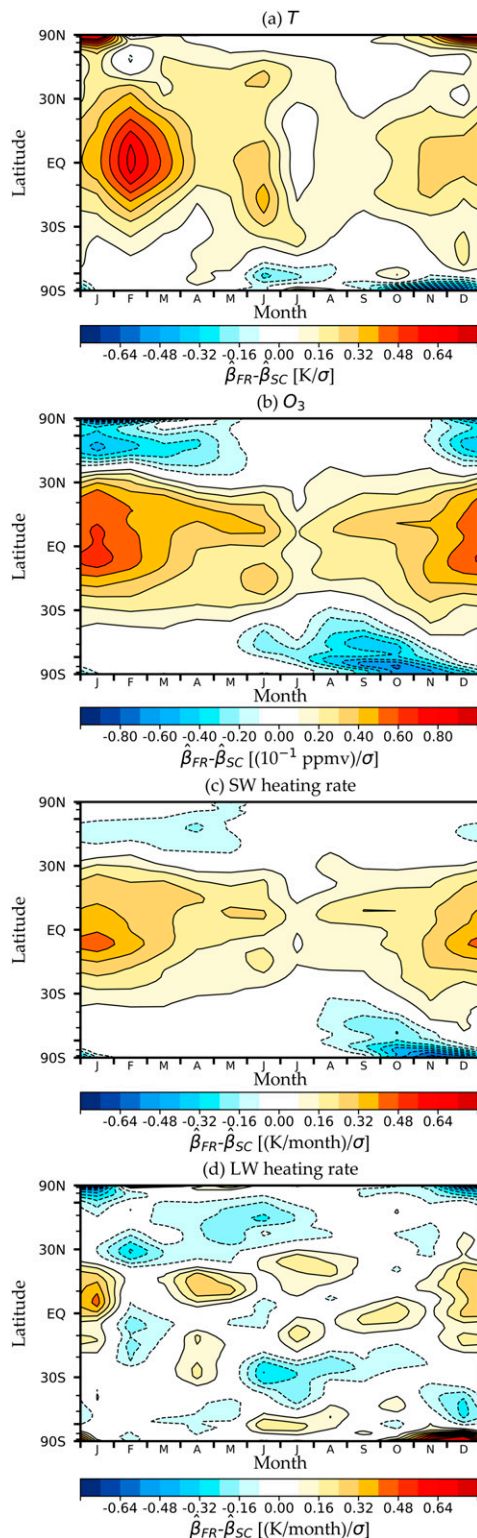 (a) T
90N
30N
EQ
30S
90S
Latitude
J F M A M J J A S O N D
Month
-0.64 -0.48 -0.32 -0.16 0.00 0.16 0.32 0.48 0.64
β̂FR-β̂SC [K/σ]
(b) O3
90N
30N
EQ
30S
90S
Latitude
J F M A M J J A S O N D
Month
-0.80 -0.60 -0.40 -0.20 0.00 0.20 0.40 0.60 0.80
β̂FR-β̂SC [(10⁻¹ ppmv)/σ]
(c) SW heating rate
90N
30N
EQ
30S
90S
Latitude
J F M A M J J A S O N D
Month
-0.64 -0.48 -0.32 -0.16 0.00 0.16 0.32 0.48 0.64
β̂FR-β̂SC [(K/month)/σ]
(d) LW heating rate
90N
30N
EQ
30S
90S
Latitude
J F M A M J J A S O N D
Month
-0.64 -0.48 -0.32 -0.16 0.00 0.16 0.32 0.48 0.64
β̂FR-β̂SC [(K/month)/σ]